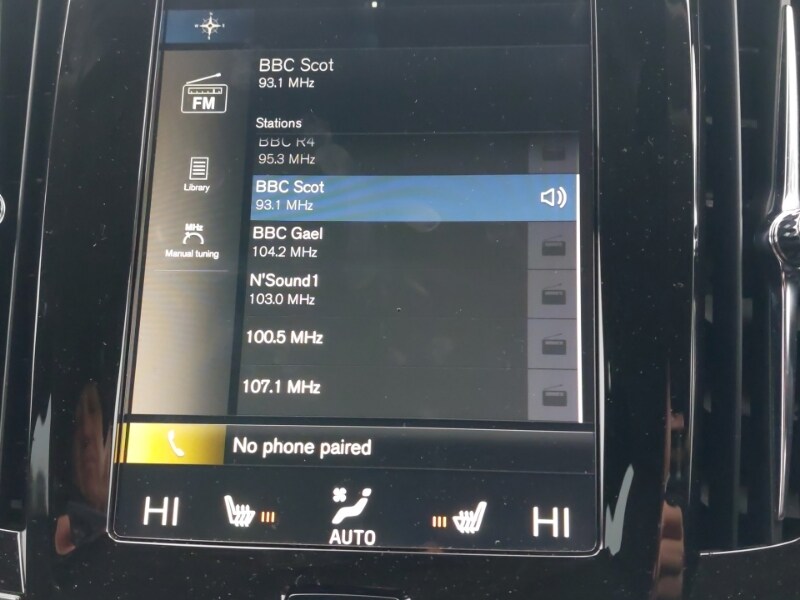 BBC Scot
93.1 MHz
FM
Stations
BBC R4
95.3 MHz
Library
BBC Scot
93.1 MHz
MHz
Manual tuning
BBC Gael
104.2 MHz
N'Sound1
103.0 MHz
100.5 MHz
107.1 MHz
No phone paired
HI
AUTO
HI